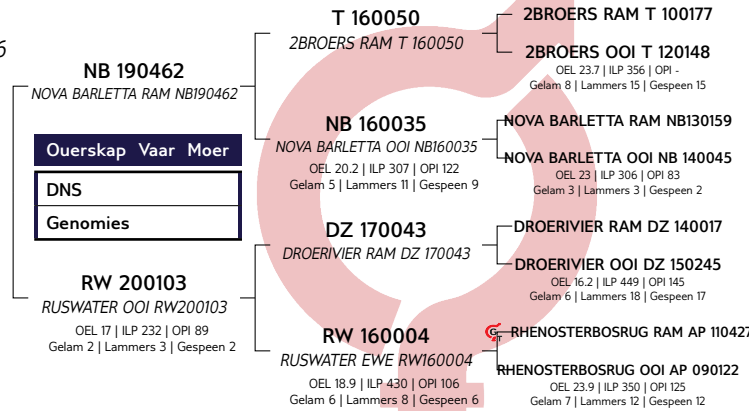 6
NB 190462
NOVA BARLETTA RAM NB190462
Ouerskap Vaar Moer
DNS
Genomies
RW 200103
RUSWATER OOI RW200103
OEL 17 | ILP 232 | OPI 89
Gelam 2 | Lammers 3 | Gespeen 2
T 160050
2BROERS RAM T 160050
NB 160035
NOVA BARLETTA OOI NB160035
OEL 20.2 | ILP 307 | OPI 122
Gelam 5 | Lammers 11 | Gespeen 9
DZ 170043
DROERIVIER RAM DZ 170043
RW 160004
RUSWATER EWE RW160004
OEL 18.9 | ILP 430 | OPI 106
Gelam 6 | Lammers 8 | Gespeen 6
2BROERS RAM T 100177
2BROERS OOI T 120148
OEL 23.7 | ILP 356 | OPI -
Gelam 8 | Lammers 15 | Gespeen 15
NOVA BARLETTA RAM NB130159
NOVA BARLETTA OOI NB 140045
OEL 23 | ILP 306 | OPI 83
Gelam 3 | Lammers 3 | Gespeen 2
DROERIVIER RAM DZ 140017
DROERIVIER OOI DZ 150245
OEL 16.2 | ILP 449 | OPI 145
Gelam 6 | Lammers 18 | Gespeen 17
RHENOSTERBOSRUG RAM AP 110427
RHENOSTERBOSRUG OOI AP 090122
OEL 23.9 | ILP 350 | OPI 125
Gelam 7 | Lammers 12 | Gespeen 12